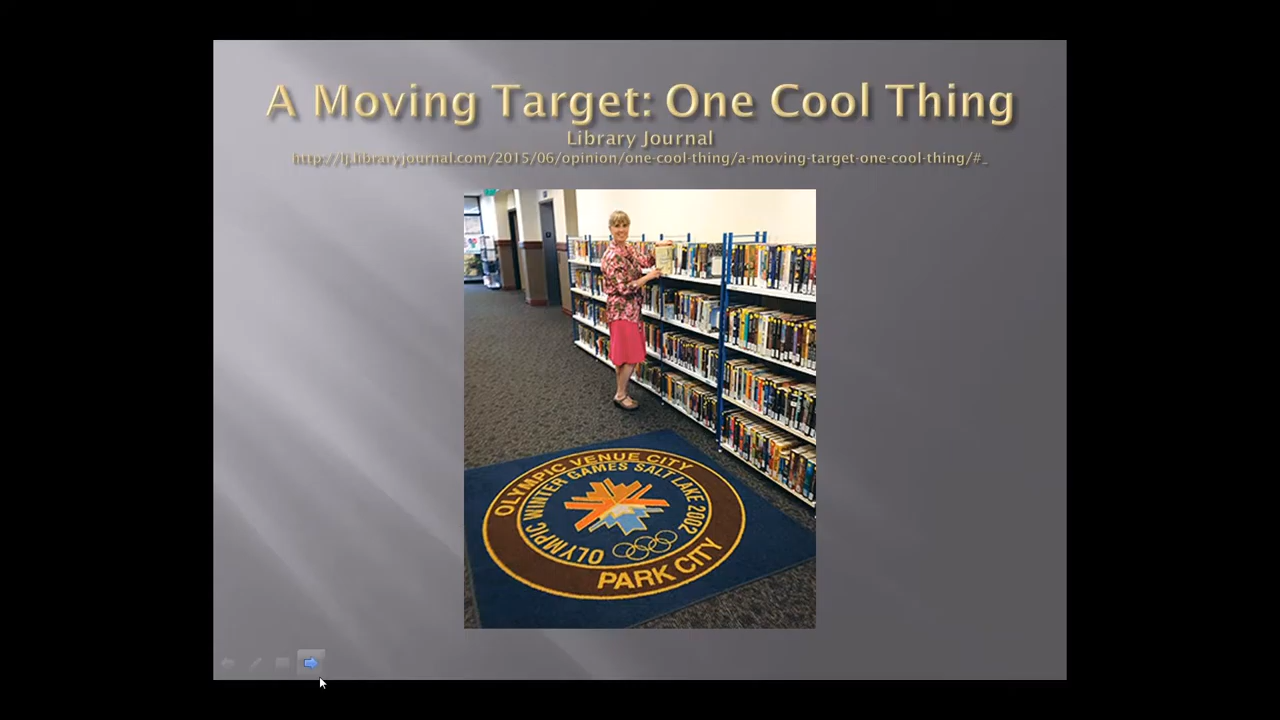 A Moving Target: One Cool Thing
Library Journal
http://lj.libraryjournal.com/2015/06/opinion/one-cool-thing/a-moving-target-one-cool-thing/#_
OLYMPIC VENUE CITY
OLYMPIC WINTER GAMES SALT LAKE 2002
PARK CITY